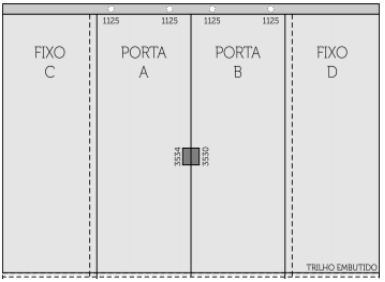 1125 1125 1125 1125
FIXO PORTA PORTA FIXO
C A B D
3534 3530
TRILHO EMBUTIDO